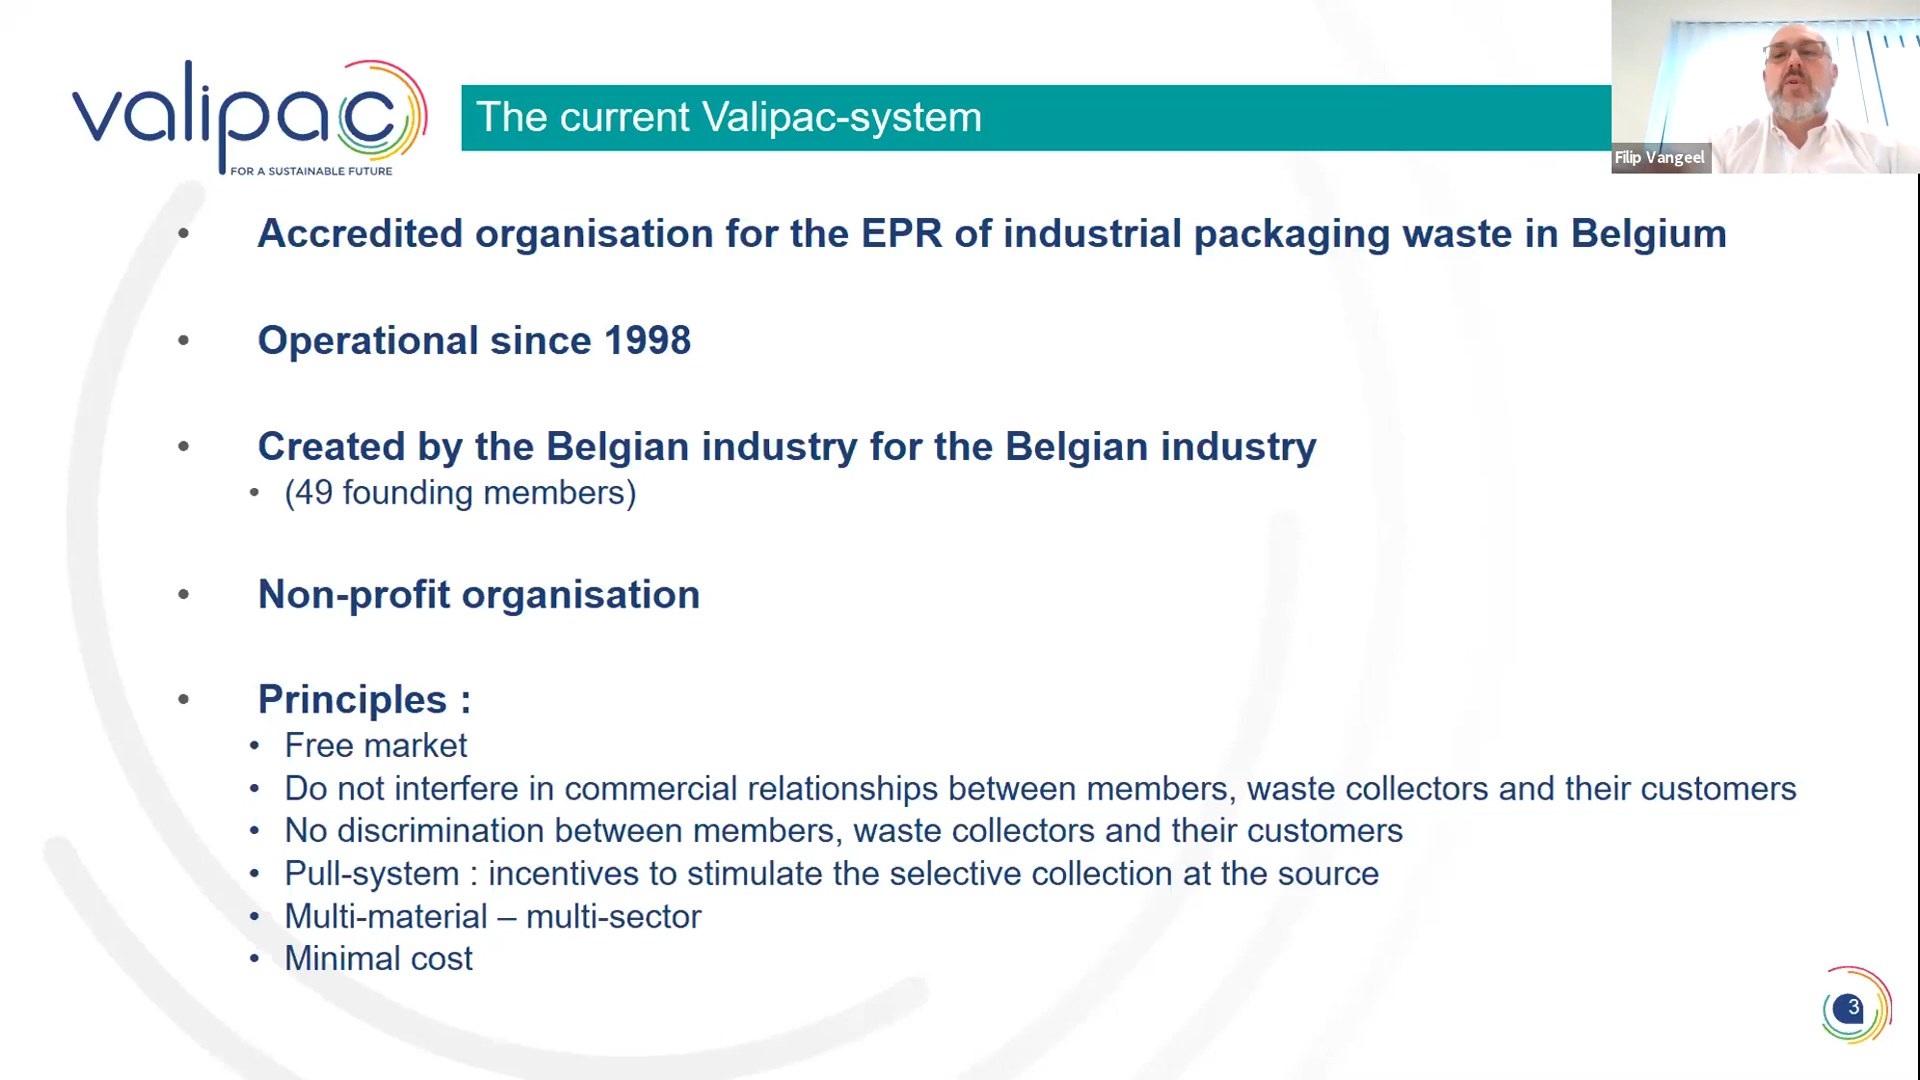 valipac
FOR A SUSTAINABLE FUTURE
The current Valipac-system
Filip Vangeel
• Accredited organisation for the EPR of industrial packaging waste in Belgium
• Operational since 1998
• Created by the Belgian industry for the Belgian industry
• (49 founding members)
• Non-profit organisation
• Principles :
• Free market
• Do not interfere in commercial relationships between members, waste collectors and their customers
• No discrimination between members, waste collectors and their customers
• Pull-system : incentives to stimulate the selective collection at the source
• Multi-material – multi-sector
• Minimal cost
3